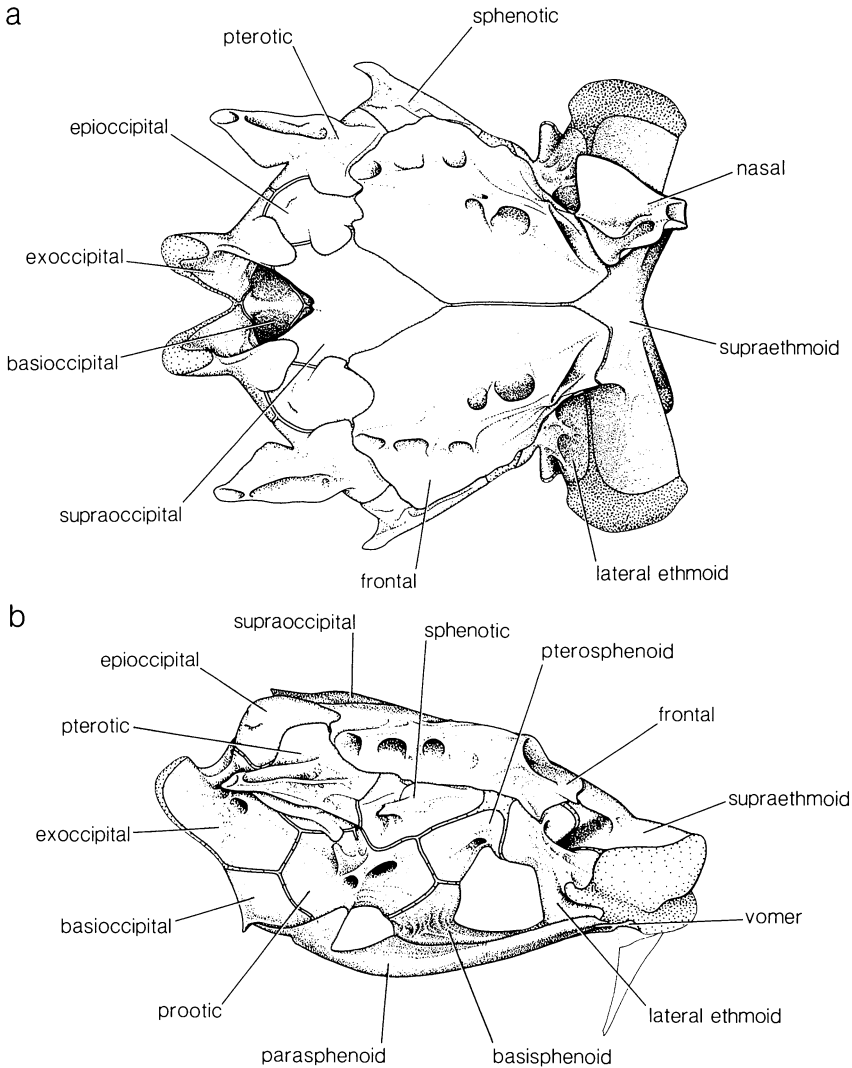 a
sphenotic
pterotic
epioccipital
nasal
exoccipital
basioccipital
supraethmoid
supraoccipital
frontal
lateral ethmoid
b
supraoccipital
sphenotic
epioccipital
pterosphenoid
pterotic
frontal
supraethmoid
exoccipital
basioccipital
vomer
prootic
lateral ethmoid
parasphenoid
basisphenoid